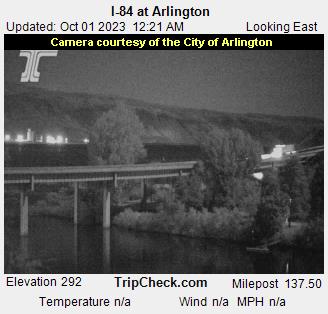 I-84 at Arlington
Updated: Oct 01 2023 12:21 AM Looking East
Camera courtesy of the City of Arlington
Elevation 292 TripCheck.com Milepost 137.50
Temperature n/a Wind n/a MPH n/a